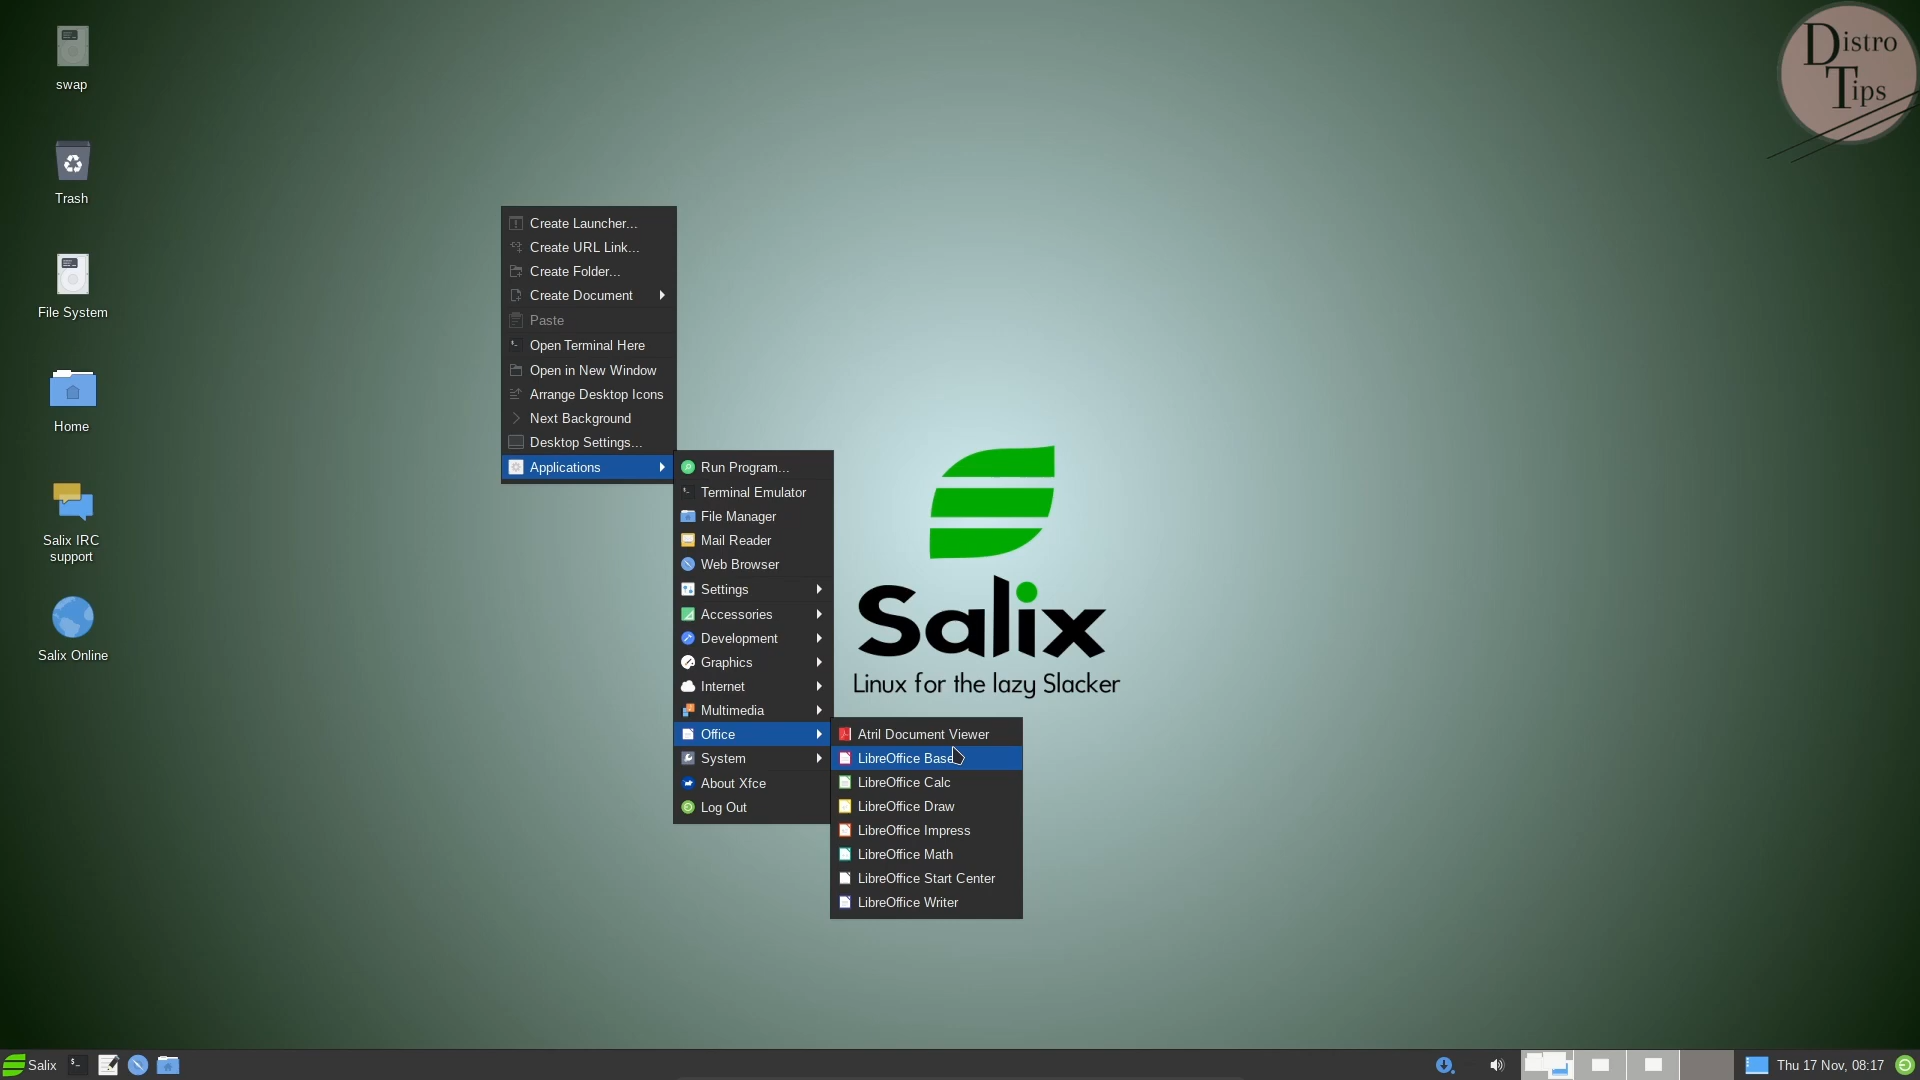 swap
Trash
File System
Home
Salix IRC
support
Salix Online
Distro
Tips
Create Launcher...
Create URL Link...
Create Folder...
Create Document
Paste
Open Terminal Here
Open in New Window
Arrange Desktop Icons
Next Background
Desktop Settings...
Applications
Run Program...
Terminal Emulator
File Manager
Mail Reader
Web Browser
Settings
Accessories
Development
Graphics
Internet
Multimedia
Office
System
About Xfce
Log Out
Atril Document Viewer
LibreOffice Base
LibreOffice Calc
LibreOffice Draw
LibreOffice Impress
LibreOffice Math
LibreOffice Start Center
LibreOffice Writer
Salix
Linux for the lazy Slacker
Salix
Thu 17 Nov, 08:17